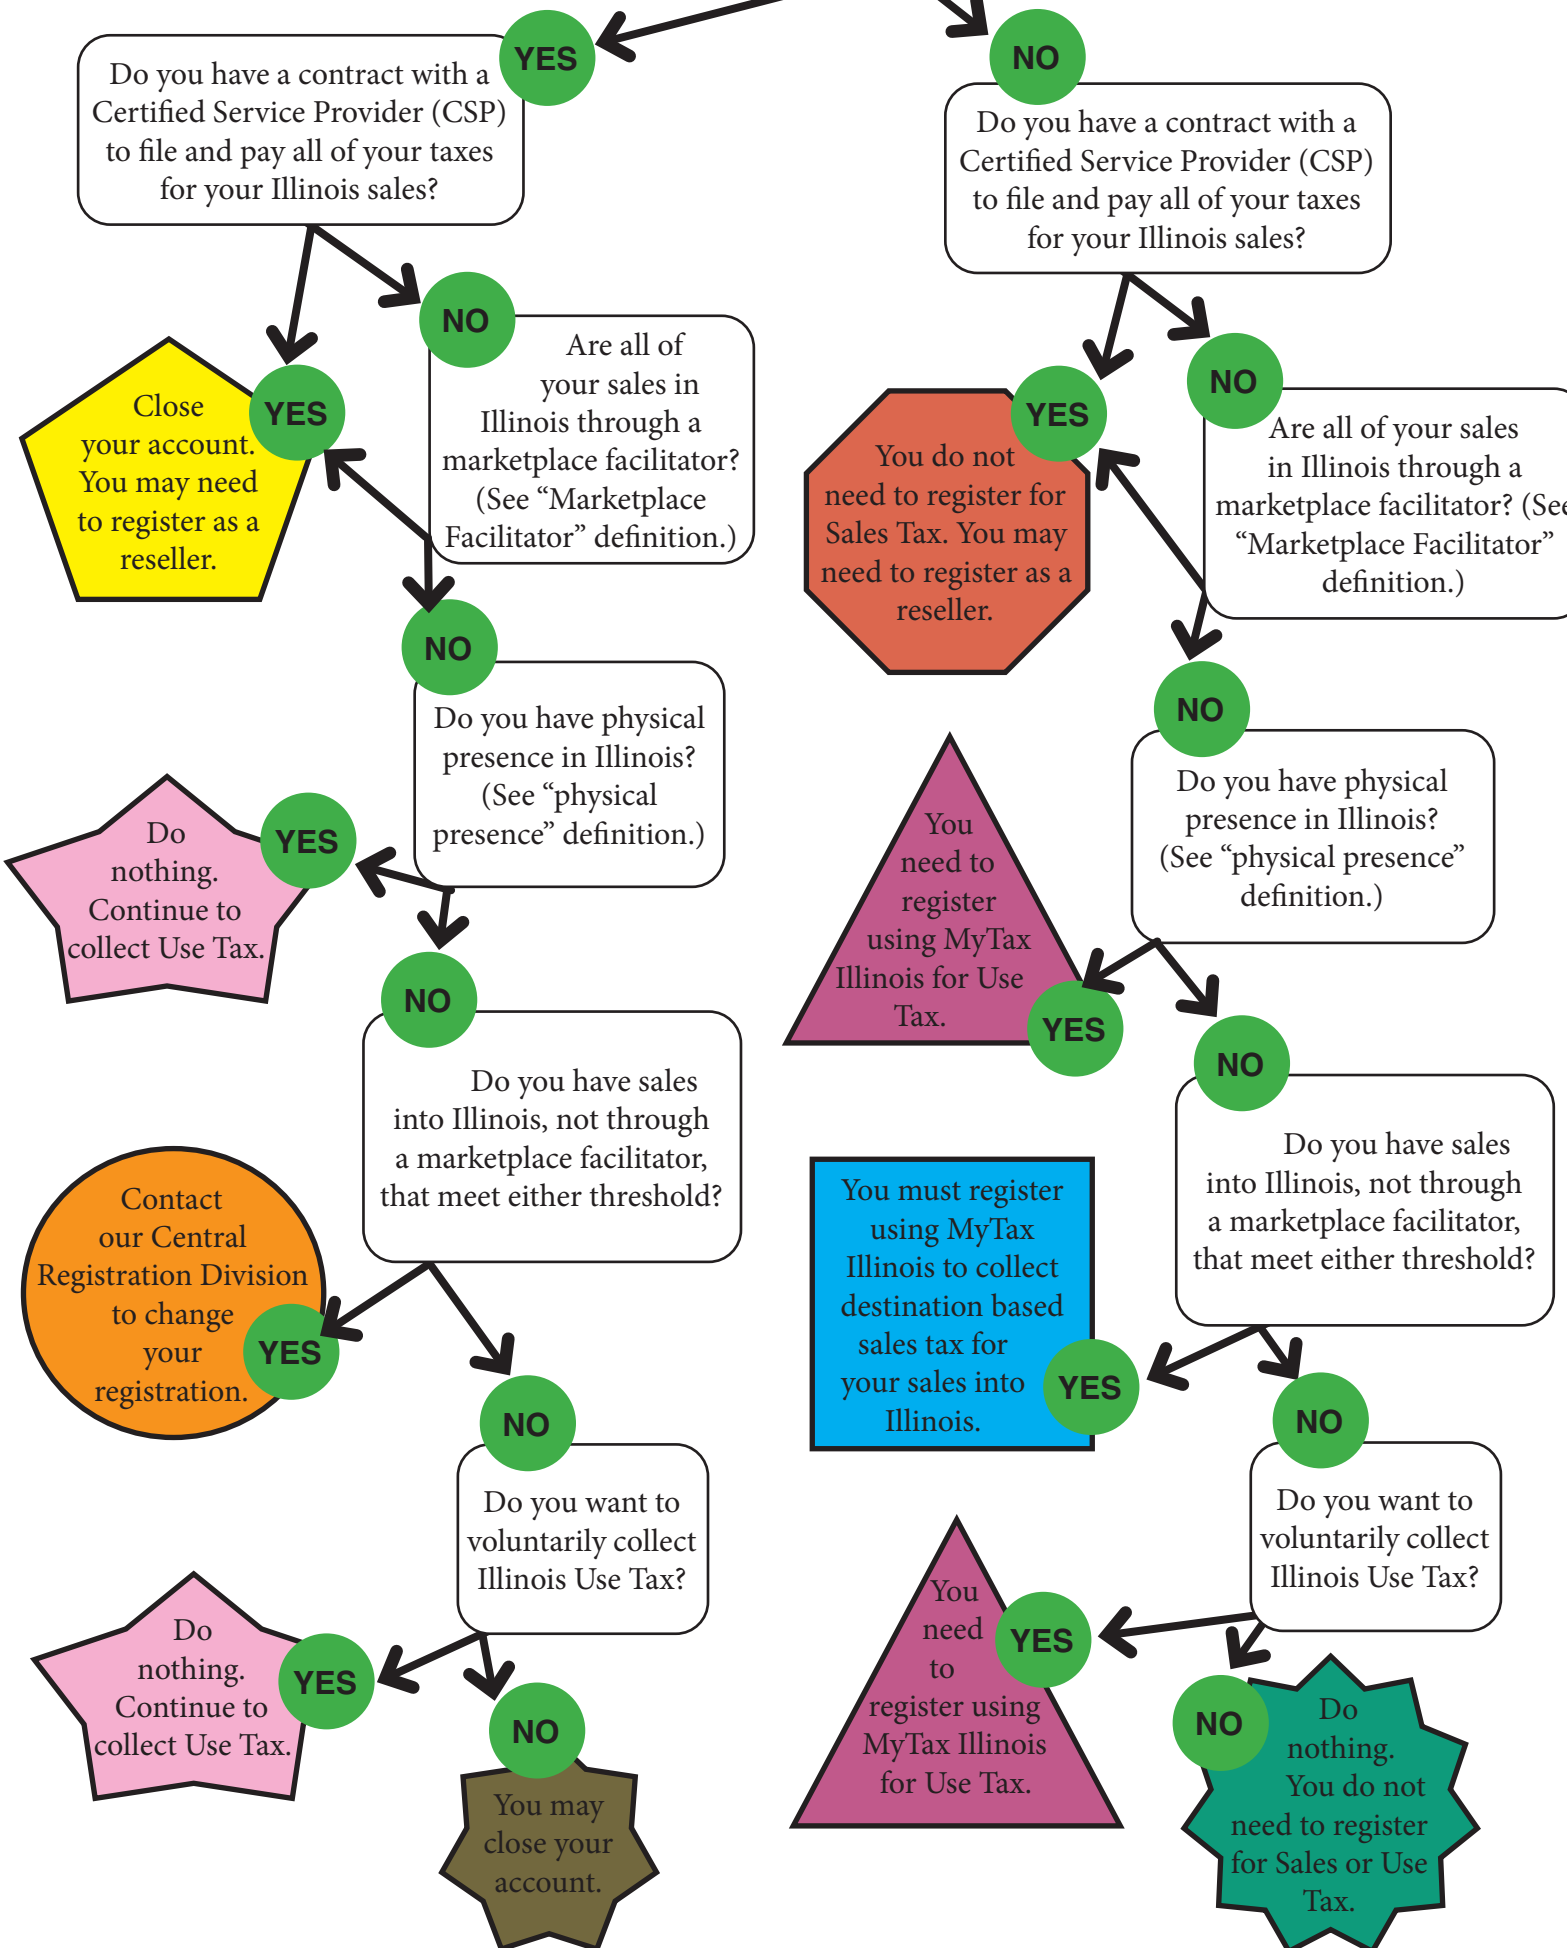 YES
Do you have a contract with a
Certified Service Provider (CSP)
to file and pay all of your taxes
for your Illinois sales?
NO
Are all of
your sales in
Illinois through a
marketplace facilitator?
(See “Marketplace
Facilitator” definition.)
YES
Close
your account.
You may need
to register as a
reseller.
NO
Do you have physical
presence in Illinois?
(See “physical
presence” definition.)
YES
Do
nothing.
Continue to
collect Use Tax.
NO
Do you have sales
into Illinois, not through
a marketplace facilitator,
that meet either threshold?
YES
Contact
our Central
Registration Division
to change
your
registration.
NO
Do you want to
voluntarily collect
Illinois Use Tax?
YES
Do
nothing.
Continue to
collect Use Tax.
NO
You may
close your
account.
NO
Do you have a contract with a
Certified Service Provider (CSP)
to file and pay all of your taxes
for your Illinois sales?
YES
You do not
need to register for
Sales Tax. You may
need to register as a
reseller.
NO
Are all of your sales
in Illinois through a
marketplace facilitator? (See
“Marketplace Facilitator”
definition.)
NO
Do you have physical
presence in Illinois?
(See “physical presence”
definition.)
YES
You
need to
register
using MyTax
Illinois for Use
Tax.
NO
Do you have sales
into Illinois, not through
a marketplace facilitator,
that meet either threshold?
YES
You must register
using MyTax
Illinois to collect
destination based
sales tax for
your sales into
Illinois.
NO
Do you want to
voluntarily collect
Illinois Use Tax?
YES
You
need
to
register using
MyTax Illinois
for Use Tax.
NO
Do
nothing.
You do not
need to register
for Sales or Use
Tax.